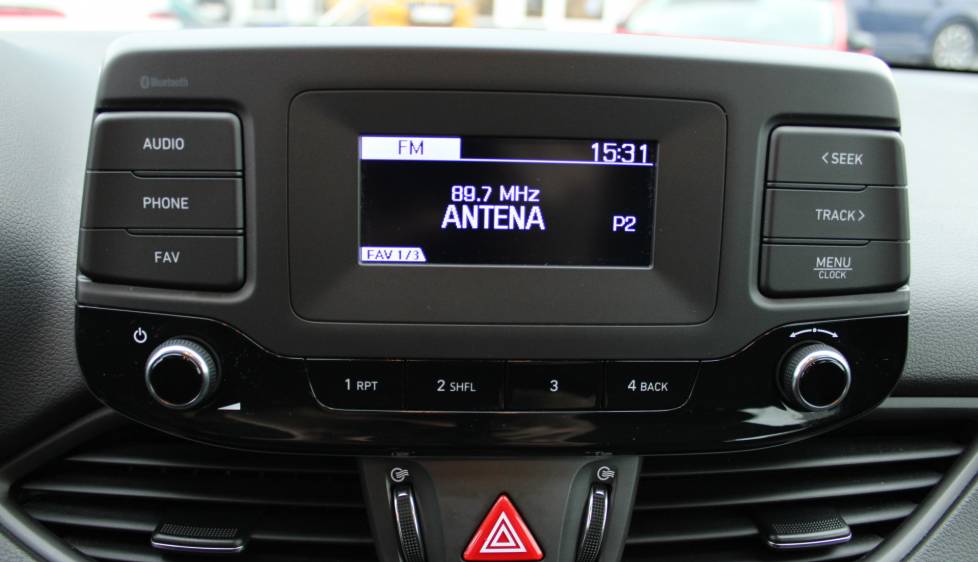 Bluetooth
AUDIO
PHONE
FAV
FM
15:31
89.7 MHz
ANTENA
P2
FAV 1/3
< SEEK
TRACK >
MENU
CLOCK
1 RPT
2 SHFL
3
4 BACK